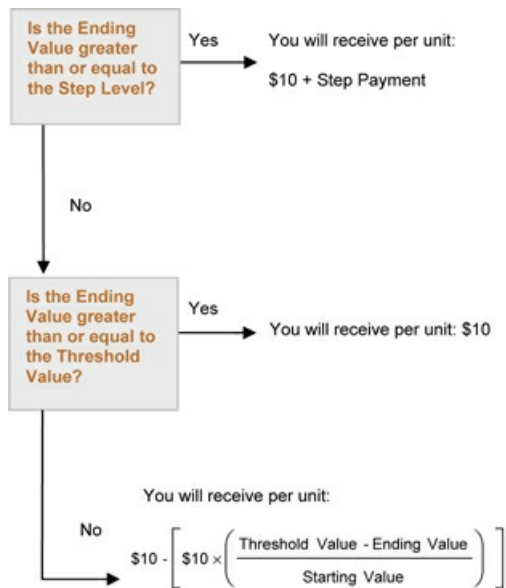 Is the Ending
Value greater
than or equal to
the Step Level?
Yes
You will receive per unit:
$10 + Step Payment
No
Is the Ending
Value greater
than or equal to
the Threshold
Value?
Yes
You will receive per unit: $10
You will receive per unit:
No
$10 - [ $10 × ( Threshold Value - Ending Value
Starting Value ) ]